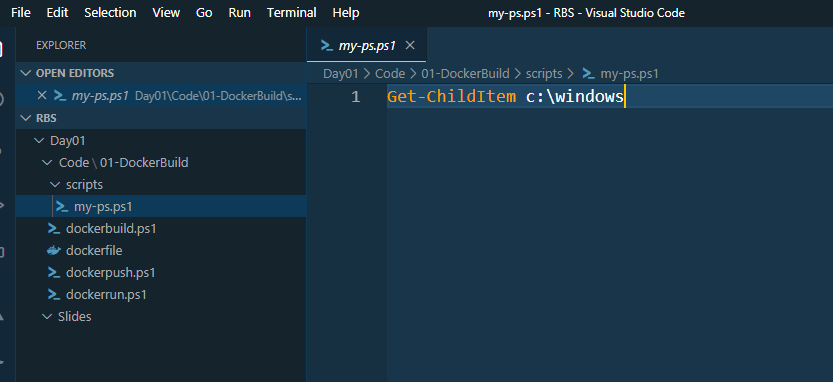 File Edit Selection View Go Run Terminal Help my-ps.ps1 - RBS - Visual Studio Code
EXPLORER
OPEN EDITORS
my-ps.ps1 Day01\Code\01-DockerBuild\s...
RBS
Day01
Code \ 01-DockerBuild
scripts
my-ps.ps1
dockerbuild.ps1
dockerfile
dockerpush.ps1
dockerrun.ps1
Slides
my-ps.ps1
Day01 > Code > 01-DockerBuild > scripts > my-ps.ps1
1 Get-ChildItem c:\windows